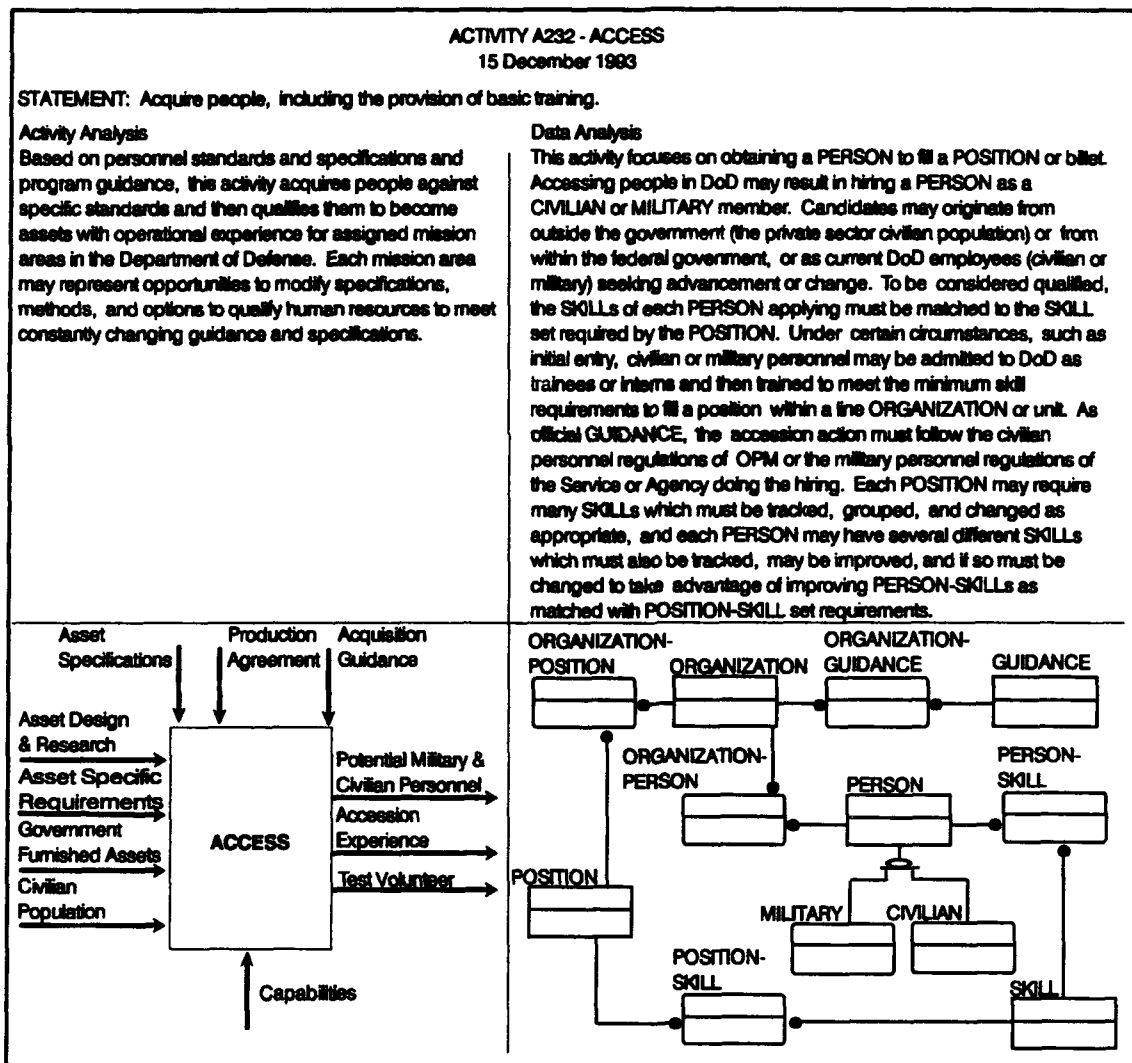 ACTIVITY A232 - ACCESS
15 December 1993
STATEMENT: Acquire people, including the provision of basic training.
Activity Analysis
Based on personnel standards and specifications and
program guidance, this activity acquires people against
specific standards and then qualifies them to become
assets with operational experience for assigned mission
areas in the Department of Defense. Each mission area
may represent opportunities to modify specifications,
methods, and options to qualify human resources to meet
constantly changing guidance and specifications.
Data Analysis
This activity focuses on obtaining a PERSON to fill a POSITION or billet.
Accessing people in DoD may result in hiring a PERSON as a
CIVILIAN or MILITARY member. Candidates may originate from
outside the government (the private sector civilian population) or from
within the federal government, or as current DoD employees (civilian or
military) seeking advancement or change. To be considered qualified,
the SKILLs of each PERSON applying must be matched to the SKILL
set required by the POSITION. Under certain circumstances, such as
initial entry, civilian or military personnel may be admitted to DoD as
trainees or interns and then trained to meet the minimum skill
requirements to fill a position within a line ORGANIZATION or unit. As
official GUIDANCE, the accession action must follow the civilian
personnel regulations of OPM or the military personnel regulations of
the Service or Agency doing the hiring. Each POSITION may require
many SKILLs which must be tracked, grouped, and changed as
appropriate, and each PERSON may have several different SKILLs
which must also be tracked, may be improved, and if so must be
changed to take advantage of improving PERSON-SKILLs as
matched with POSITION-SKILL set requirements.
Asset
Specifications
Production
Agreement
Acquisition
Guidance
Asset Design
& Research
Asset Specific
Requirements
Government
Furnished Assets
Civilian
Population
ACCESS
Potential Military &
Civilian Personnel
Accession
Experience
Test Volunteer
Capabilities
ORGANIZATION-
POSITION
ORGANIZATION
ORGANIZATION-
GUIDANCE
GUIDANCE
ORGANIZATION-
PERSON
PERSON
PERSON-
SKILL
POSITION
MILITARY
CIVILIAN
POSITION-
SKILL
SKILL